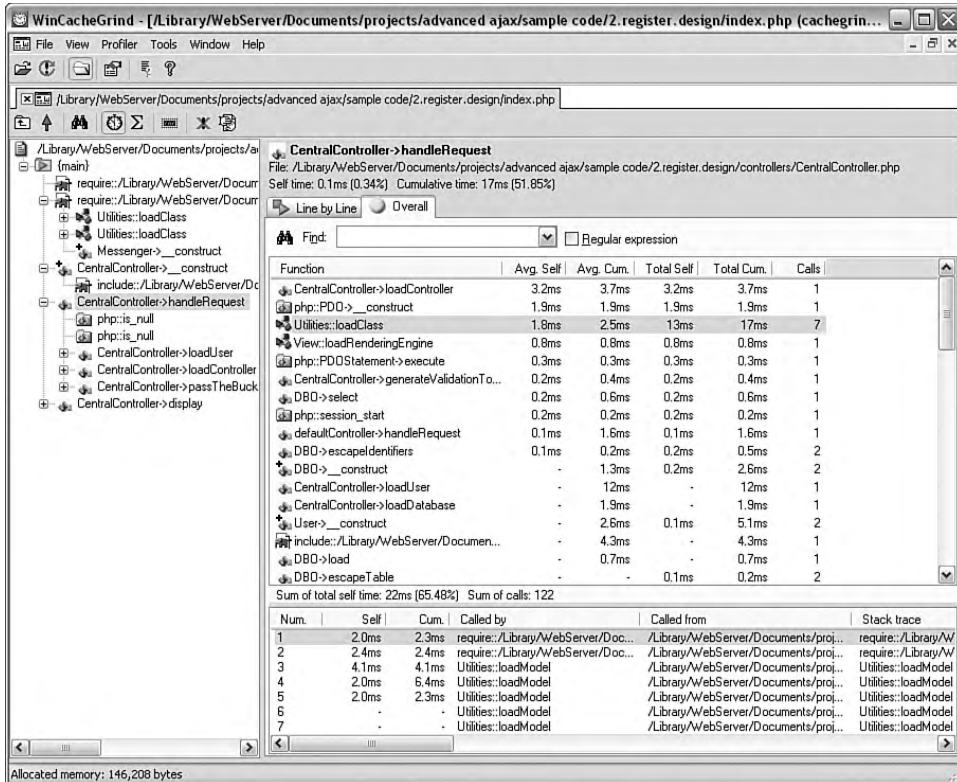 WinCacheGrind - [/Library/WebServer/Documents/projects/advanced ajax/sample code/2.register.design/index.php (cachegrin...
File View Profiler Tools Window Help
/Library/WebServer/Documents/projects/advanced ajax/sample code/2.register.design/index.php
/Library/WebServer/Documents/projects/a
{main}
require::/Library/WebServer/Docum
require::/Library/WebServer/Docum
Utilities::loadClass
Utilities::loadClass
Messenger->__construct
CentralController->__construct
include::/Library/WebServer/Do
CentralController->handleRequest
php::is_null
php::is_null
CentralController->loadUser
CentralController->loadController
CentralController->passTheBuck
CentralController->display
CentralController->handleRequest
File: /Library/WebServer/Documents/projects/advanced ajax/sample code/2.register.design/controllers/CentralController.php
Self time: 0.1ms (0.34%) Cumulative time: 17ms (51.85%)
Line by Line Overall
Find: Regular expression
Function Avg. Self Avg. Cum. Total Self Total Cum. Calls
CentralController->loadController 3.2ms 3.7ms 3.2ms 3.7ms 1
php::PDO->__construct 1.9ms 1.9ms 1.9ms 1.9ms 1
Utilities::loadClass 1.8ms 2.5ms 13ms 17ms 7
View::loadRenderingEngine 0.8ms 0.8ms 0.8ms 0.8ms 1
php::PDOStatement->execute 0.3ms 0.3ms 0.3ms 0.3ms 1
CentralController->generateValidationTo... 0.2ms 0.4ms 0.2ms 0.4ms 1
DBO->select 0.2ms 0.6ms 0.2ms 0.6ms 1
php::session_start 0.2ms 0.2ms 0.2ms 0.2ms 1
defaultController->handleRequest 0.1ms 1.6ms 0.1ms 1.6ms 1
DBO->escapeIdentifiers 0.1ms 0.2ms 0.2ms 0.5ms 2
DBO->__construct - 1.3ms 0.2ms 2.6ms 2
CentralController->loadUser - 12ms - 12ms 1
CentralController->loadDatabase - 1.9ms - 1.9ms 1
User->__construct - 2.6ms 0.1ms 5.1ms 2
include::/Library/WebServer/Documen... - 4.3ms - 4.3ms 1
DBO->load - 0.7ms - 0.7ms 1
DBO->escapeTable - - 0.1ms 0.2ms 2
Sum of total self time: 22ms (65.48%) Sum of calls: 122
Num. Self Cum. Called by Called from Stack trace
1 2.0ms 2.3ms require::/Library/WebServer/Doc... /Library/WebServer/Documents/proj... require::/Library/W
2 2.4ms 2.4ms require::/Library/WebServer/Doc... /Library/WebServer/Documents/proj... require::/Library/W
3 4.1ms 4.1ms Utilities::loadModel /Library/WebServer/Documents/proj... Utilities::loadModel
4 2.0ms 6.4ms Utilities::loadModel /Library/WebServer/Documents/proj... Utilities::loadModel
5 2.0ms 2.3ms Utilities::loadModel /Library/WebServer/Documents/proj... Utilities::loadModel
6 - - Utilities::loadModel /Library/WebServer/Documents/proj... Utilities::loadModel
7 - - Utilities::loadModel /Library/WebServer/Documents/proj... Utilities::loadModel
Allocated memory: 146,208 bytes